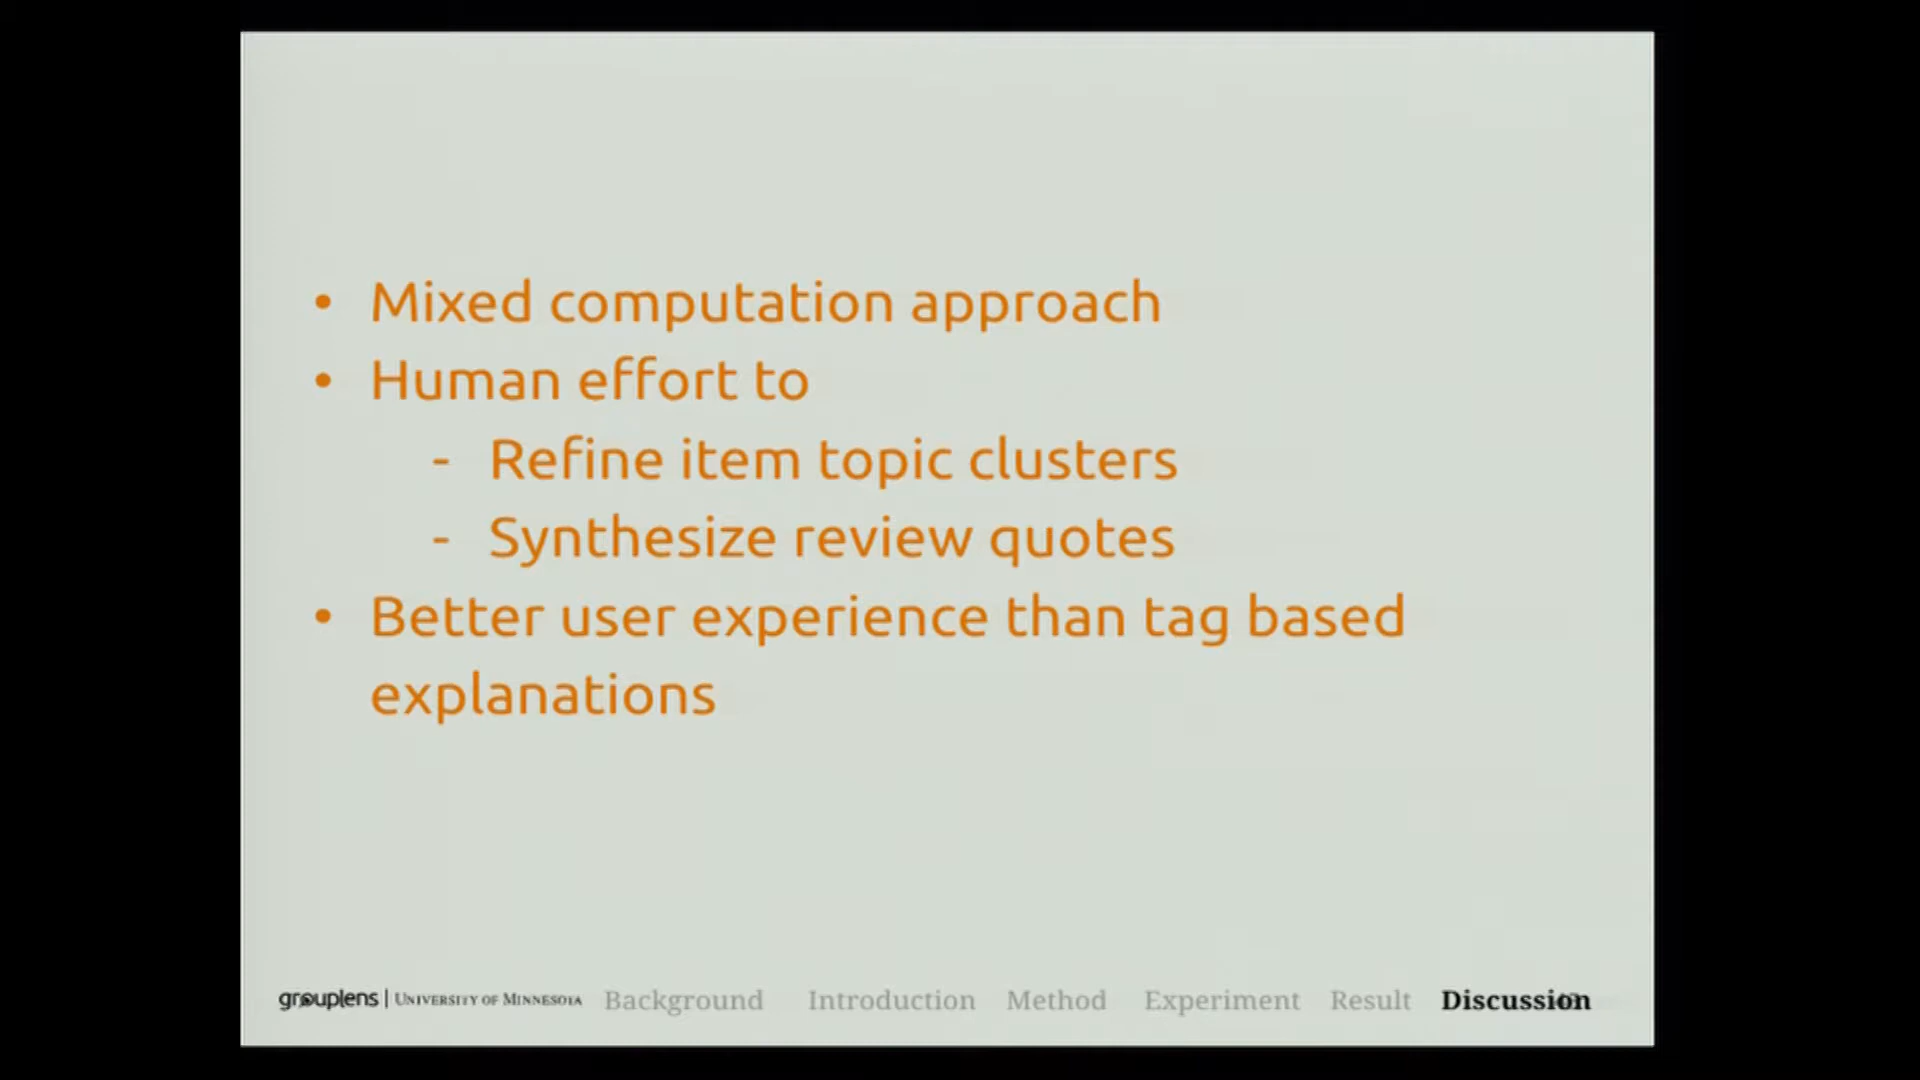 • Mixed computation approach
• Human effort to
- Refine item topic clusters
- Synthesize review quotes
• Better user experience than tag based
explanations
grouplens | University of Minnesota Background Introduction Method Experiment Result Discussion